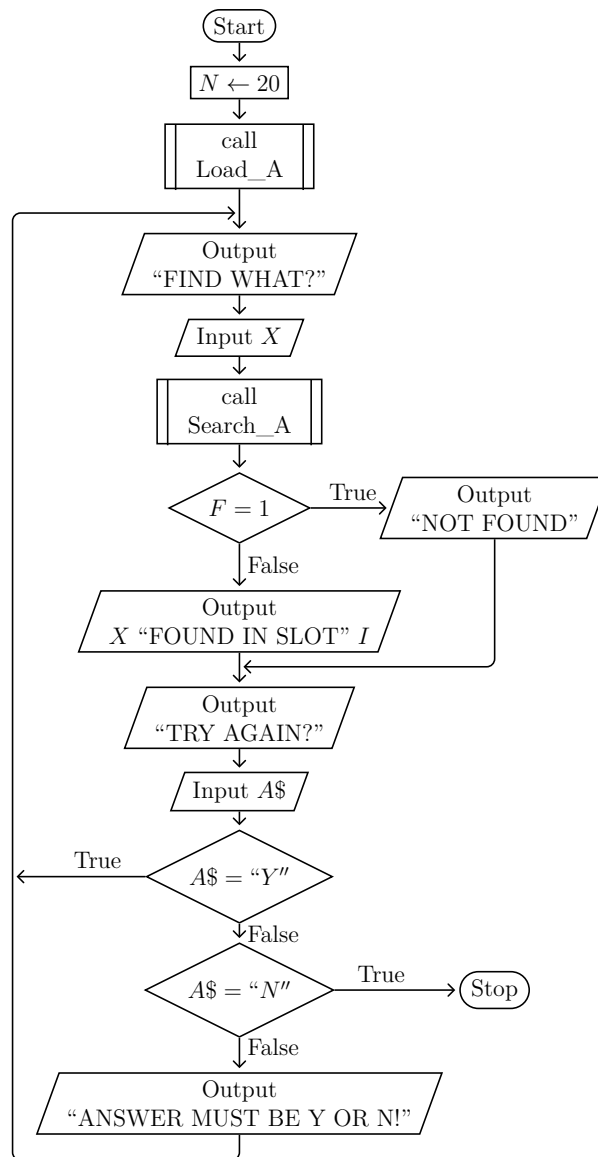 Start
N ← 20
call
Load_A
Output
“FIND WHAT?”
Input X
call
Search_A
F = 1
True
Output
“NOT FOUND”
False
Output
X “FOUND IN SLOT” I
Output
“TRY AGAIN?”
Input A$
True
A$ = “Y″
False
A$ = “N″
True
Stop
False
Output
“ANSWER MUST BE Y OR N!”